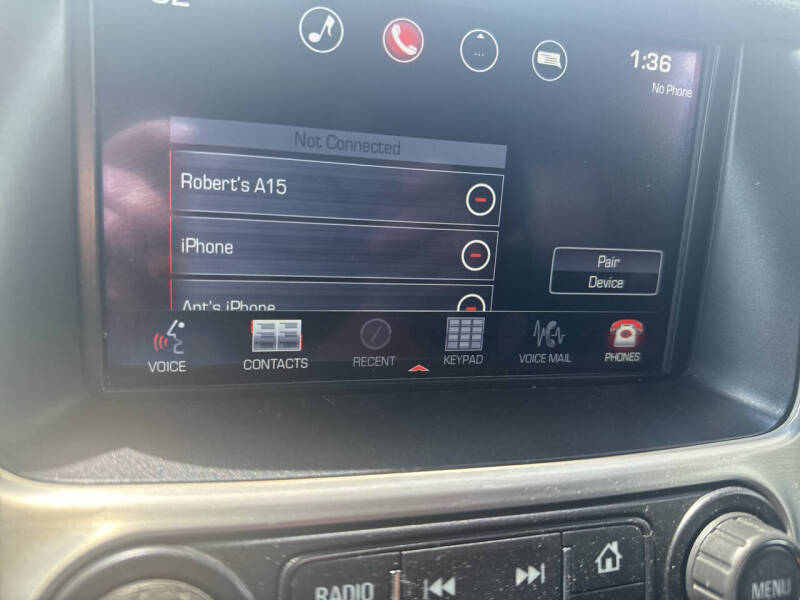 1:36
No Phone
Not Connected
Robert's A15
iPhone
Ant's iPhone
Pair
Device
VOICE
CONTACTS
RECENT
KEYPAD
VOICE MAIL
PHONES
RADIO
MENU